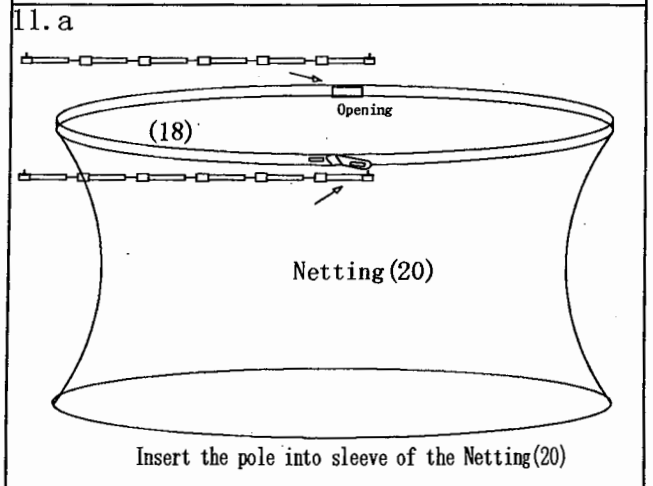 11.a
Opening
(18)
Netting(20)
Insert the pole into sleeve of the Netting(20)